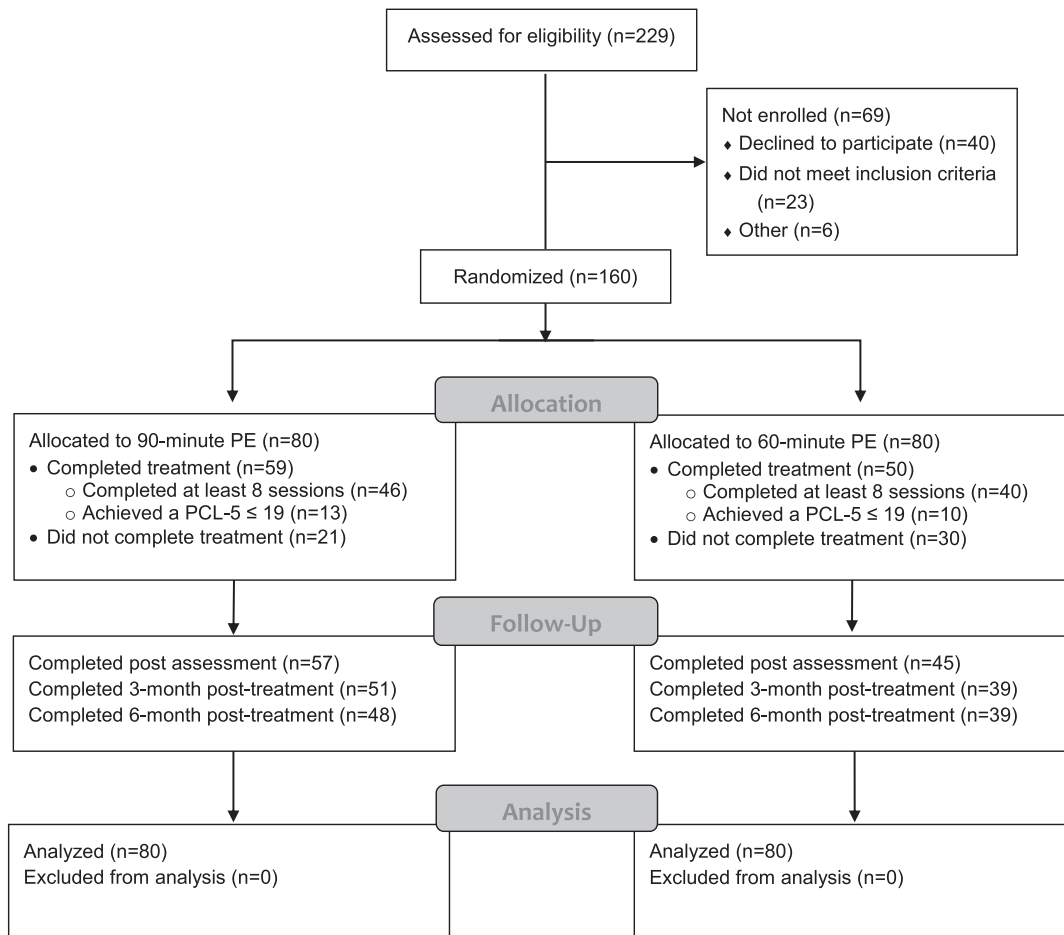 Assessed for eligibility (n=229)
Not enrolled (n=69)
♦ Declined to participate (n=40)
♦ Did not meet inclusion criteria
(n=23)
♦ Other (n=6)
Randomized (n=160)
Allocation
Allocated to 90-minute PE (n=80)
• Completed treatment (n=59)
○ Completed at least 8 sessions (n=46)
○ Achieved a PCL-5 ≤ 19 (n=13)
• Did not complete treatment (n=21)
Allocated to 60-minute PE (n=80)
• Completed treatment (n=50)
○ Completed at least 8 sessions (n=40)
○ Achieved a PCL-5 ≤ 19 (n=10)
• Did not complete treatment (n=30)
Follow-Up
Completed post assessment (n=57)
Completed 3-month post-treatment (n=51)
Completed 6-month post-treatment (n=48)
Completed post assessment (n=45)
Completed 3-month post-treatment (n=39)
Completed 6-month post-treatment (n=39)
Analysis
Analyzed (n=80)
Excluded from analysis (n=0)
Analyzed (n=80)
Excluded from analysis (n=0)